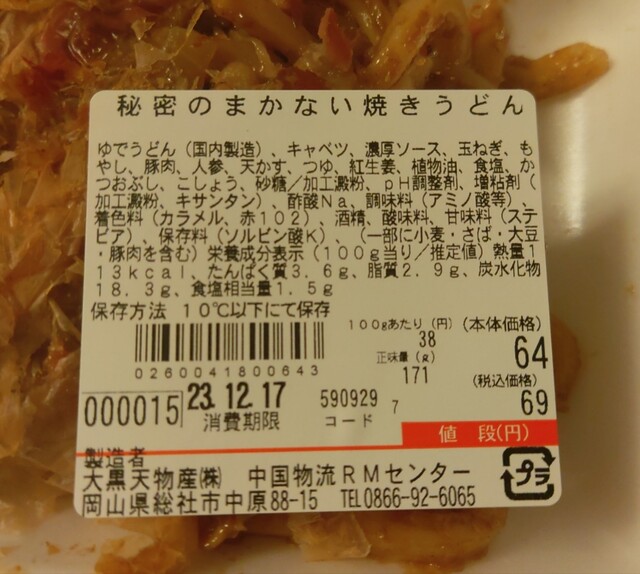 秘密のまかない焼きうどん
ゆでうどん（国内製造）、キャベツ、濃厚ソース、玉ねぎ、も
やし、豚肉、人参、天かす、つゆ、紅生姜、植物油、食塩、か
つおぶし、こしょう、砂糖／加工澱粉、ｐＨ調整剤、増粘剤（
加工澱粉、キサンタン）、酢酸Ｎａ、調味料（アミノ酸等）、
着色料（カラメル、赤１０２）、酒精、酸味料、甘味料（ステ
ビア）、保存料（ソルビン酸Ｋ）、（一部に小麦・さば・大豆
・豚肉を含む）栄養成分表示（１００ｇ当り／推定値）熱量１
１３ｋｃａｌ、たんぱく質３．６ｇ、脂質２．９ｇ、炭水化物
１８．３ｇ、食塩相当量１．５ｇ
保存方法 １０℃以下にて保存
100gあたり（円）
38
(本体価格)
64
正味量（g）
171
(税込価格)
69
0260041800643
000015
23.12.17
消費期限
590929
コード
7
値 段(円)
製造者
大黒天物産㈱ 中国物流ＲＭセンター
岡山県総社市中原88-15 TEL0866-92-6065
プラ